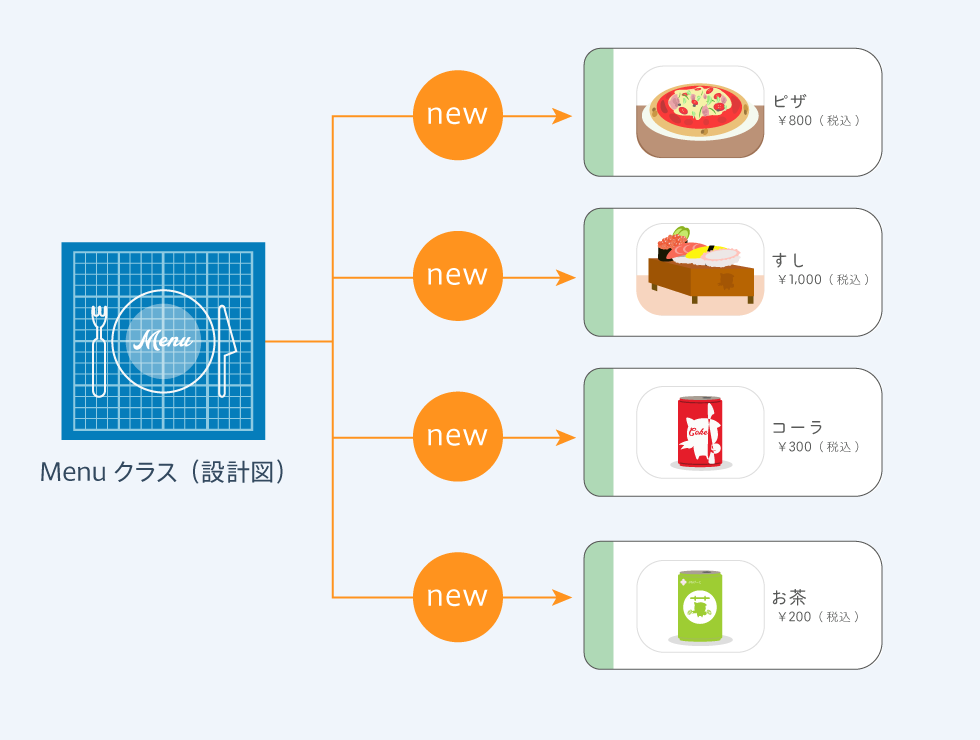 Menu
Menu クラス（設計図）
new
ピザ
￥800（税込）
new
すし
￥1,000（税込）
new
Coke
コーラ
￥300（税込）
new
お茶
￥200（税込）